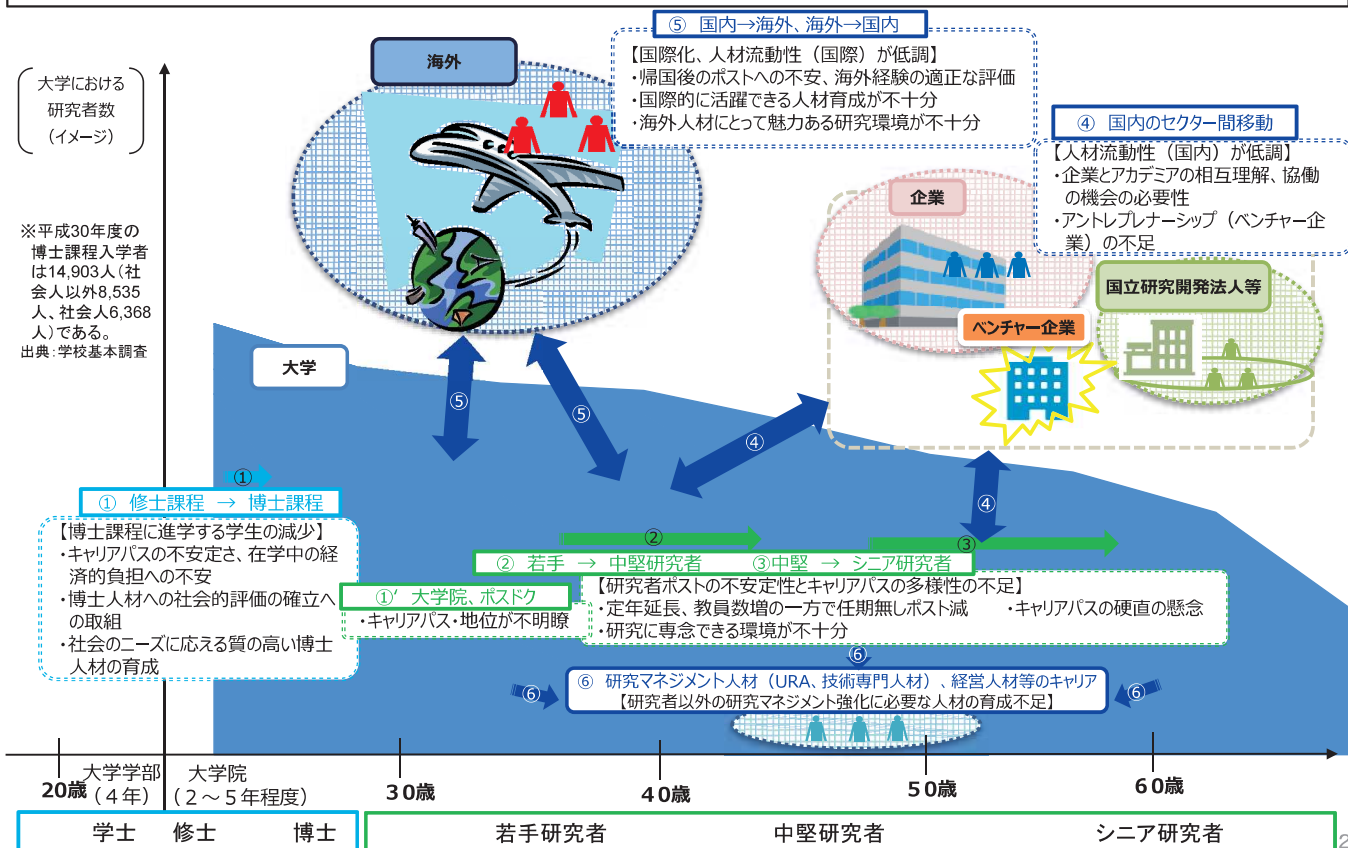 ⑤ 国内→海外、海外→国内
【国際化、人材流動性（国際）が低調】
・帰国後のポストへの不安、海外経験の適正な評価
・国際的に活躍できる人材育成が不十分
・海外人材にとって魅力ある研究環境が不十分
海外
大学における
研究者数
（イメージ）
④ 国内のセクター間移動
【人材流動性（国内）が低調】
・企業とアカデミアの相互理解、協働
の機会の必要性
・アントレプレナーシップ（ベンチャー企
業）の不足
企業
国立研究開発法人等
ベンチャー企業
※平成30年度の
博士課程入学者
は14,903人（社
会人以外8,535
人、社会人6,368
人）である。
出典：学校基本調査
大学
⑤
⑤
④
④
①
① 修士課程 → 博士課程
【博士課程に進学する学生の減少】
・キャリアパスの不安定さ、在学中の経
済的負担への不安
・博士人材への社会的評価の確立へ
の取組
・社会のニーズに応える質の高い博士
人材の育成
①’ 大学院、ポスドク
・キャリアパス・地位が不明瞭
②
③
② 若手 → 中堅研究者 ③中堅 → シニア研究者
【研究者ポストの不安定性とキャリアパスの多様性の不足】
・定年延長、教員数増の一方で任期無しポスト減 ・キャリアパスの硬直の懸念
・研究に専念できる環境が不十分
⑥
⑥
⑥
⑥ 研究マネジメント人材（URA、技術専門人材）、経営人材等のキャリア
【研究者以外の研究マネジメント強化に必要な人材の育成不足】
20歳
大学学部
（4年）
大学院
（2～5年程度）
30歳
40歳
50歳
60歳
学士 修士 博士
若手研究者 中堅研究者 シニア研究者
2